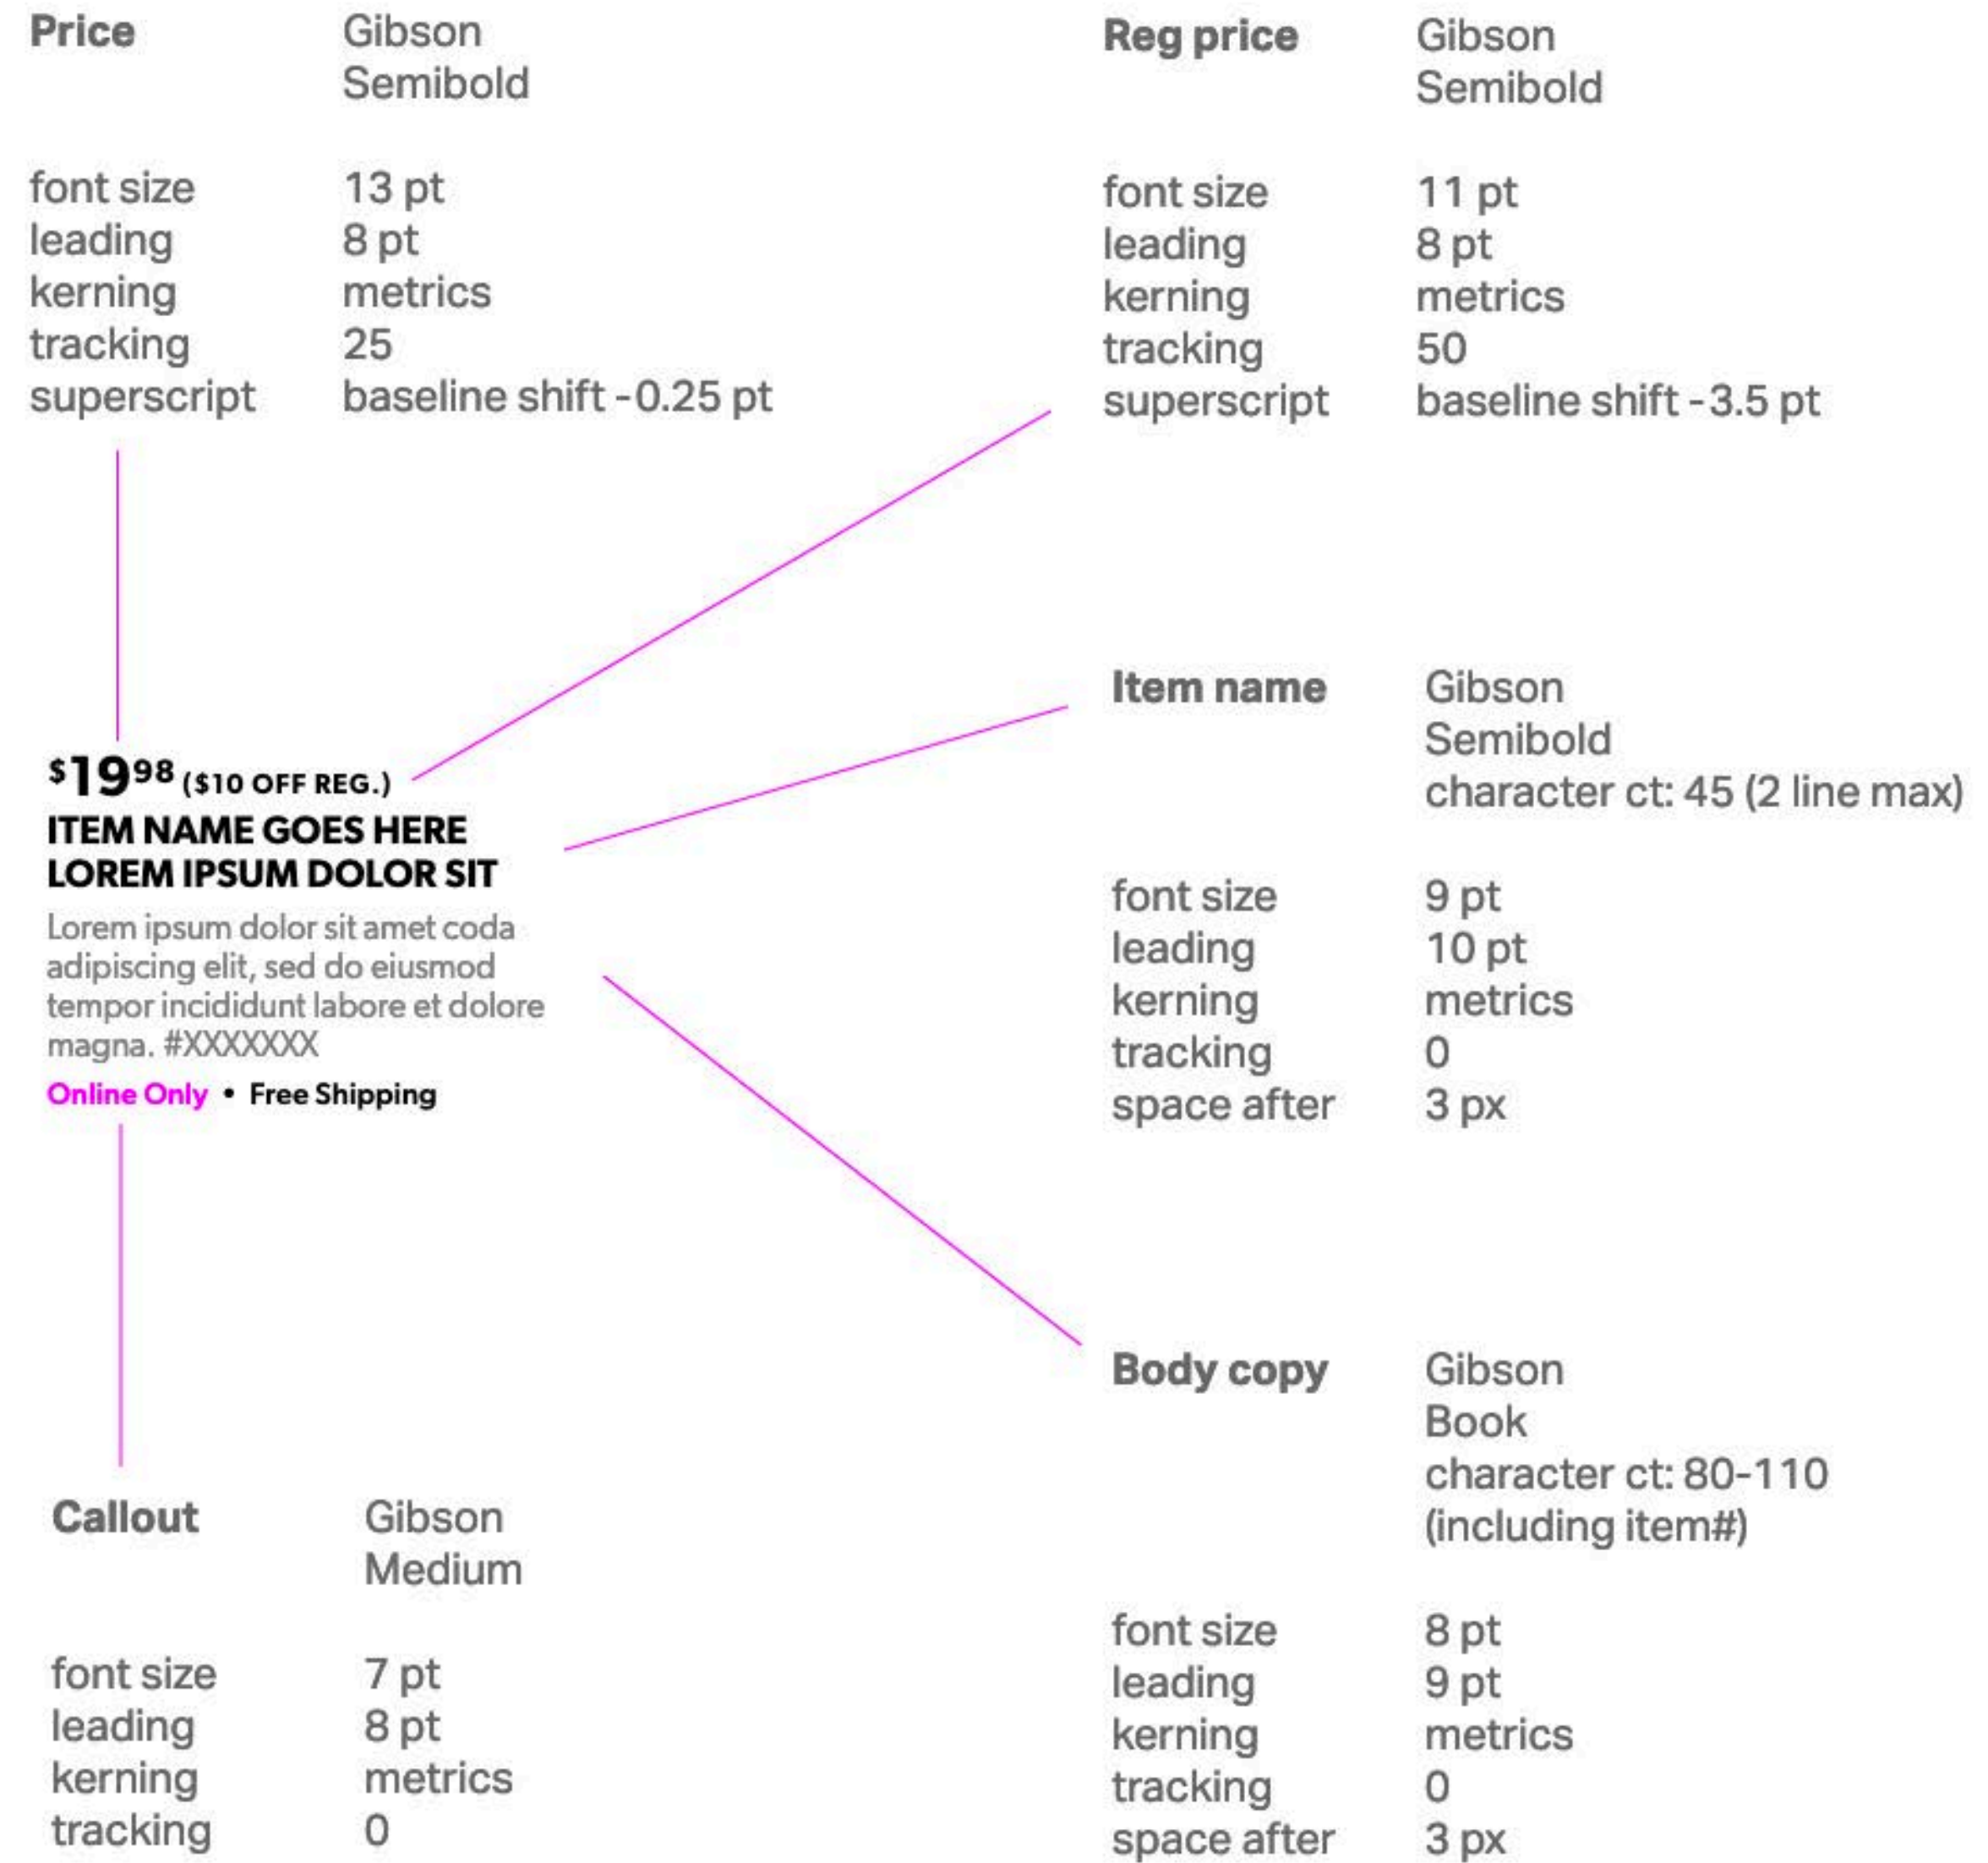 Price Gibson
Semibold
font size 13 pt
leading 8 pt
kerning metrics
tracking 25
superscript baseline shift -0.25 pt
Reg price Gibson
Semibold
font size 11 pt
leading 8 pt
kerning metrics
tracking 50
superscript baseline shift -3.5 pt
$19 98 ($10 OFF REG.)
ITEM NAME GOES HERE
LOREM IPSUM DOLOR SIT
Lorem ipsum dolor sit amet coda
adipiscing elit, sed do eiusmod
tempor incididunt labore et dolore
magna. #XXXXXXX
Online Only • Free Shipping
Item name Gibson
Semibold
character ct: 45 (2 line max)
font size 9 pt
leading 10 pt
kerning metrics
tracking 0
space after 3 px
Callout Gibson
Medium
font size 7 pt
leading 8 pt
kerning metrics
tracking 0
Body copy Gibson
Book
character ct: 80-110
(including item#)
font size 8 pt
leading 9 pt
kerning metrics
tracking 0
space after 3 px